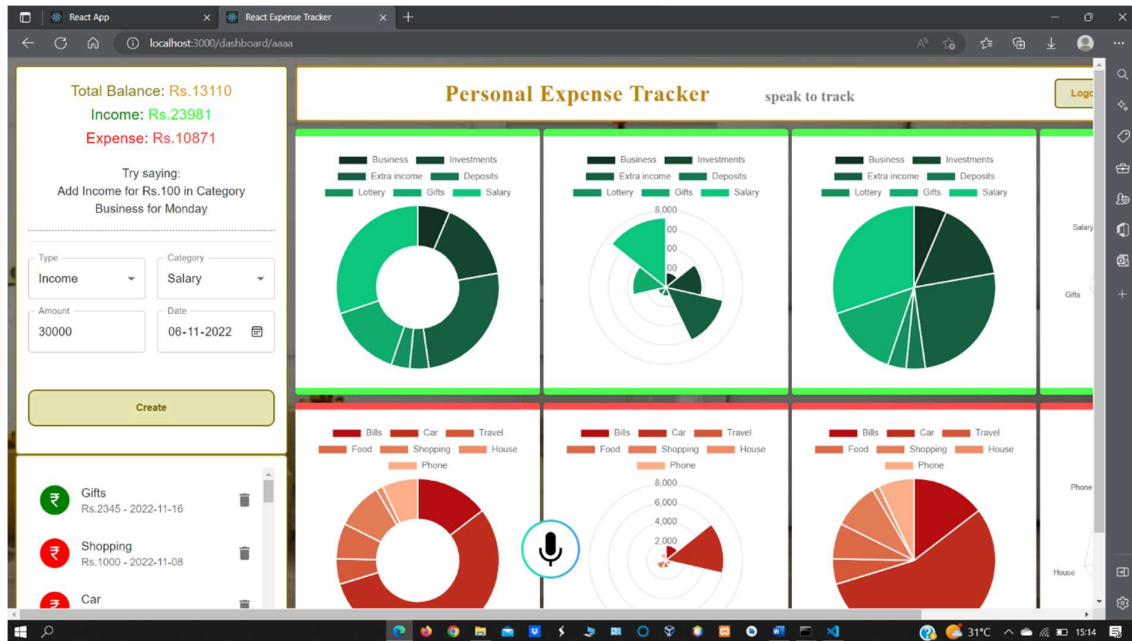 React App
React Expense Tracker
localhost:3000/dashboard/aaaa
Total Balance: Rs.13110
Income: Rs.23981
Expense: Rs.10871
Try
saying:
Add Income for Rs.100 in Category
Business for Monday
Type
Income
Category
Salary
Amount
30000
Date
06-11-2022
Create
Gifts
Rs.2345 - 2022-11-16
Shopping
Rs.1000 - 2022-11-08
Car
Personal Expense Tracker speak to track
Logo
Business Investments
Extra income Deposits
Lottery Gifts Salary
Business Investments
Extra income Deposits
Lottery Gifts Salary
8,000
00
00
00
Business Investments
Extra income Deposits
Lottery Gifts Salary
Salary
Gifts
Bills Car Travel
Food Shopping House
Phone
Bills Car Travel
Food Shopping House
Phone
8,000
6,000
4,000
2,000
Bills Car Travel
Food Shopping House
Phone
Phone
House
31°C
15:14